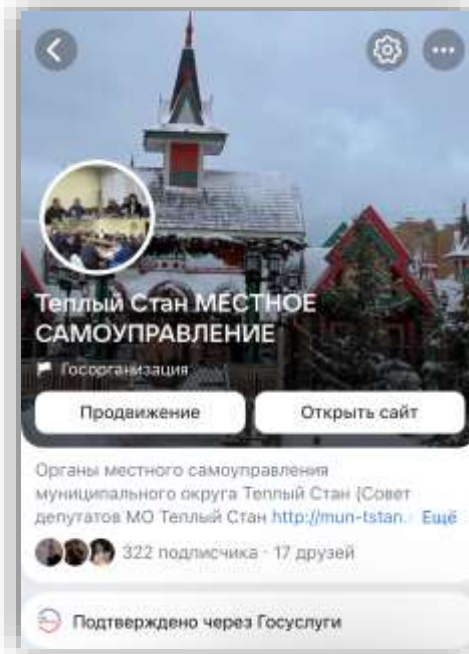 Теплый Стан МЕСТНОЕ
САМОУПРАВЛЕНИЕ
Госорганизация
Продвижение
Открыть сайт
Органы местного самоуправления
муниципального округа Теплый Стан (Совет
депутатов МО Теплый Стан http://mun-tstan. Ещё
322 подписчика · 17 друзей
Подтверждено через Госуслуги